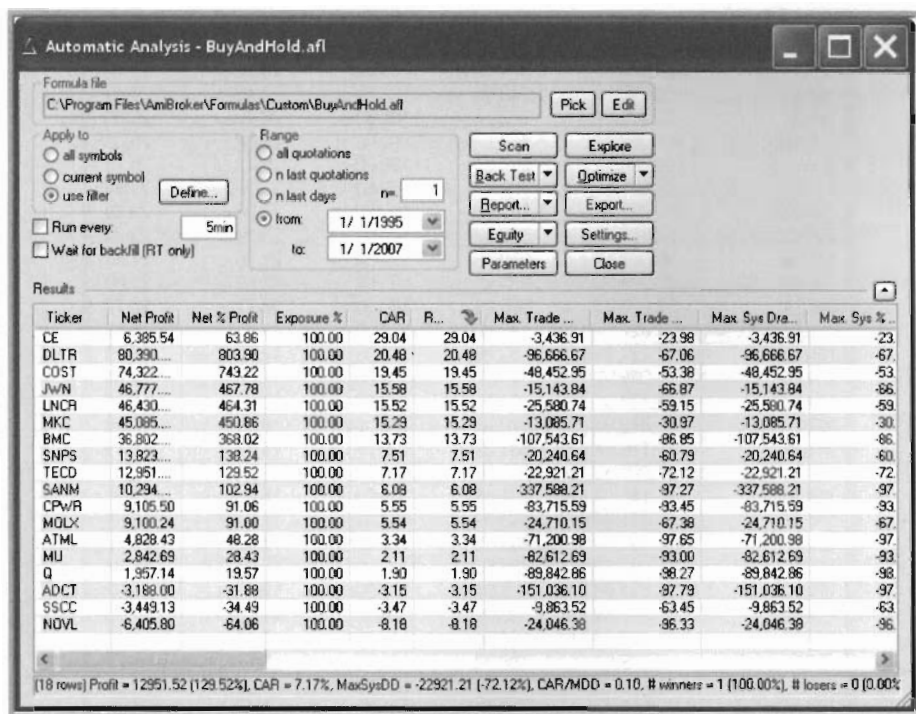 Automatic Analysis - BuyAndHold.afl
Formula file
C:\Program Files\AmiBroker\Formulas\Custom\BuyAndHold.afl Pick Edit
Apply to Range
all symbols all quotations Scan Explore
current symbol n last quotations Back Test Optimize
use filter Define... n last days n= 1 Report... Export...
Run every: 5min from: 1/ 1/1995 Equity Settings...
Wait for backfill (RT only) to: 1/ 1/2007 Parameters Close
Results
Ticker Net Profit Net % Profit Exposure % CAR R... Max. Trade ... Max. Trade ... Max. Sys Dra... Max. Sys % ...
CE 6,385.54 63.86 100.00 29.04 29.04 -3,436.91 -23.98 -3,436.91 -23.
DLTR 80,390.... 803.90 100.00 20.48 20.48 -96,666.67 -67.06 -96,666.67 -67.
COST 74,322.... 743.22 100.00 19.45 19.45 -48,452.95 -53.38 -48,452.95 -53.
JWN 46,777.... 467.78 100.00 15.58 15.58 -15,143.84 -66.87 -15,143.84 -66.
LNCR 46,430.... 464.31 100.00 15.52 15.52 -25,580.74 -59.15 -25,580.74 -59.
MKC 45,085.... 450.86 100.00 15.29 15.29 -13,085.71 -30.97 -13,085.71 -30.
BMC 36,802.... 368.02 100.00 13.73 13.73 -107,543.61 -86.85 -107,543.61 -86.
SNPS 13,823.... 138.24 100.00 7.51 7.51 -20,240.64 -60.79 -20,240.64 -60.
TECD 12,951.... 129.52 100.00 7.17 7.17 -22,921.21 -72.12 -22,921.21 -72.
SANM 10,294.... 102.94 100.00 6.08 6.08 -337,588.21 -97.27 -337,588.21 -97.
CPWR 9,105.50 91.06 100.00 5.55 5.55 -83,715.59 -93.45 -83,715.59 -93.
MOLX 9,100.24 91.00 100.00 5.54 5.54 -24,710.15 -67.38 -24,710.15 -67.
ATML 4,828.43 48.28 100.00 3.34 3.34 -71,200.98 -97.65 -71,200.98 -97.
MU 2,842.69 28.43 100.00 2.11 2.11 -82,612.69 -93.00 -82,612.69 -93.
Q 1,957.14 19.57 100.00 1.90 1.90 -89,842.86 -98.27 -89,842.86 -98.
ADCT -3,188.00 -31.88 100.00 -3.15 -3.15 -151,036.10 -97.79 -151,036.10 -97.
SSCC -3,449.13 -34.49 100.00 -3.47 -3.47 -9,863.52 -63.45 -9,863.52 -63.
NOVL -6,405.80 -64.06 100.00 -8.18 -8.18 -24,046.38 -96.33 -24,046.38 -96.
(18 rows) Profit = 12951.52 (129.52%), CAR = 7.17%, MaxSysDD = -22921.21 (-72.12%), CAR/MDD = 0.10, # winners = 1 (100.00%), # losers = 0 (0.00%